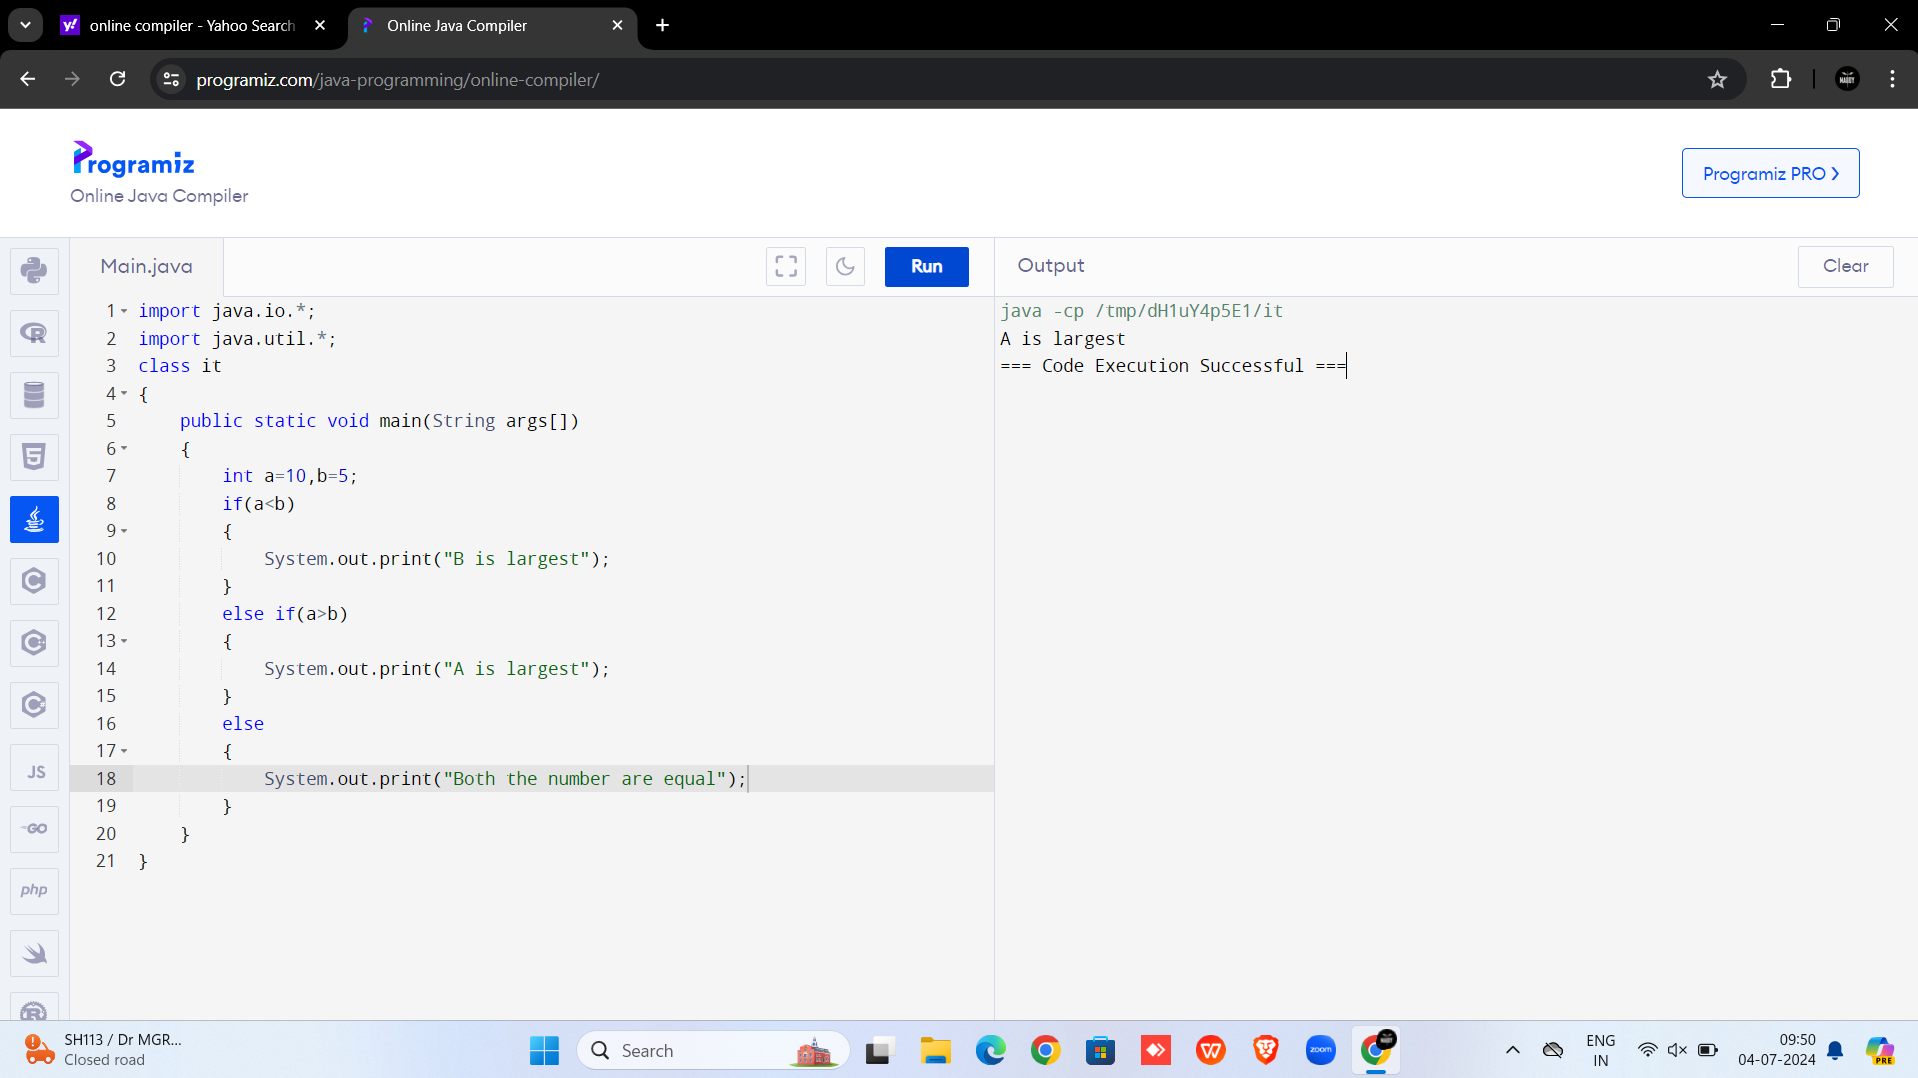 online compiler - Yahoo Search
Online Java Compiler
programiz.com/java-programming/online-compiler/
Programiz
Online Java Compiler
Programiz PRO
Main.java
Run
Output
Clear
1 import java.io.*;
2 import java.util.*;
3 class it
4 {
5 public static void main(String args[])
6 {
7 int a=10,b=5;
8 if(a<b)
9 {
10 System.out.print("B is largest");
11 }
12 else if(a>b)
13 {
14 System.out.print("A is largest");
15 }
16 else
17 {
18 System.out.print("Both the number are equal");
19 }
20 }
21 }
java -cp /tmp/dH1uY4p5E1/it
A is largest
=== Code Execution Successful ===
JS
GO
php
SH113 / Dr MGR...
Closed road
Search
zoom
ENG
IN
09:50
04-07-2024
PRE